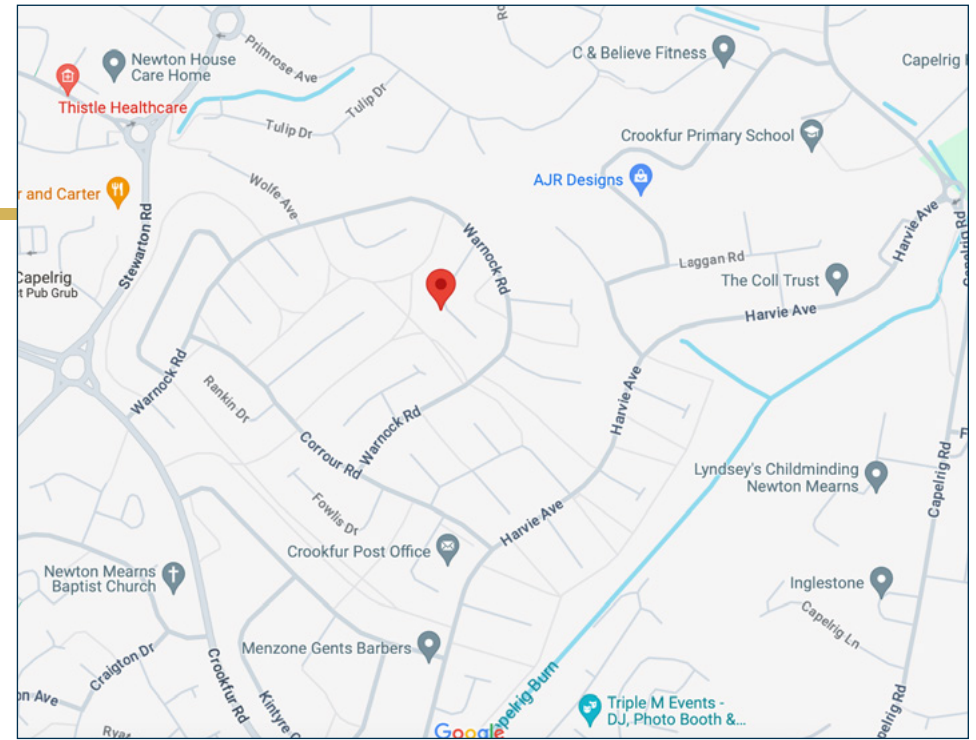 Ro
C & Believe Fitness
Capelrig
Primrose Ave
Newton House
Care Home
Thistle Healthcare
Tulip Dr
Tulip Dr
Crookfur Primary School
AJR Designs
r and Carter
Wolfe Ave
Stewarton Rd
Warnock Rd
Harvie Ave
Capelrig Rd
Laggan Rd
Capelrig
t Pub Grub
The Coll Trust
Harvie Ave
Warnock Rd
Rankin Dr
Warnock Rd
Corrour Rd
Harvie Ave
Lyndsey's Childminding
Newton Mearns
Capelrig Rd
F
Fowlis Dr
Harvie Ave
Crookfur Post Office
Newton Mearns
Baptist Church
Inglestone
Capelrig Ln
Menzone Gents Barbers
Craigton Dr
Crookfur Rd
Kintyre C
on Ave
Capelrig Burn
Triple M Events -
DJ, Photo Booth &...
pelrig Rd
Google